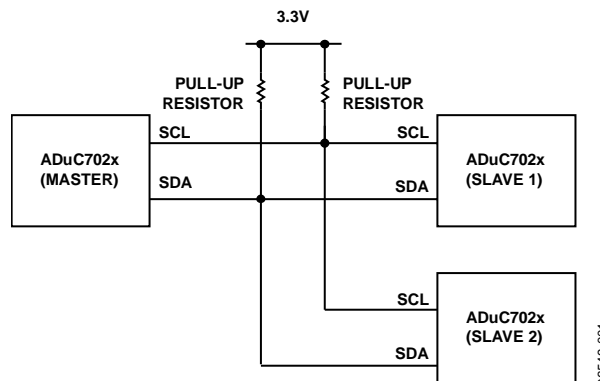 3.3V
PULL-UP
RESISTOR
PULL-UP
RESISTOR
ADuC702x
(MASTER)
SCL
SDA
SCL
SDA
ADuC702x
(SLAVE 1)
SCL
SDA
ADuC702x
(SLAVE 2)